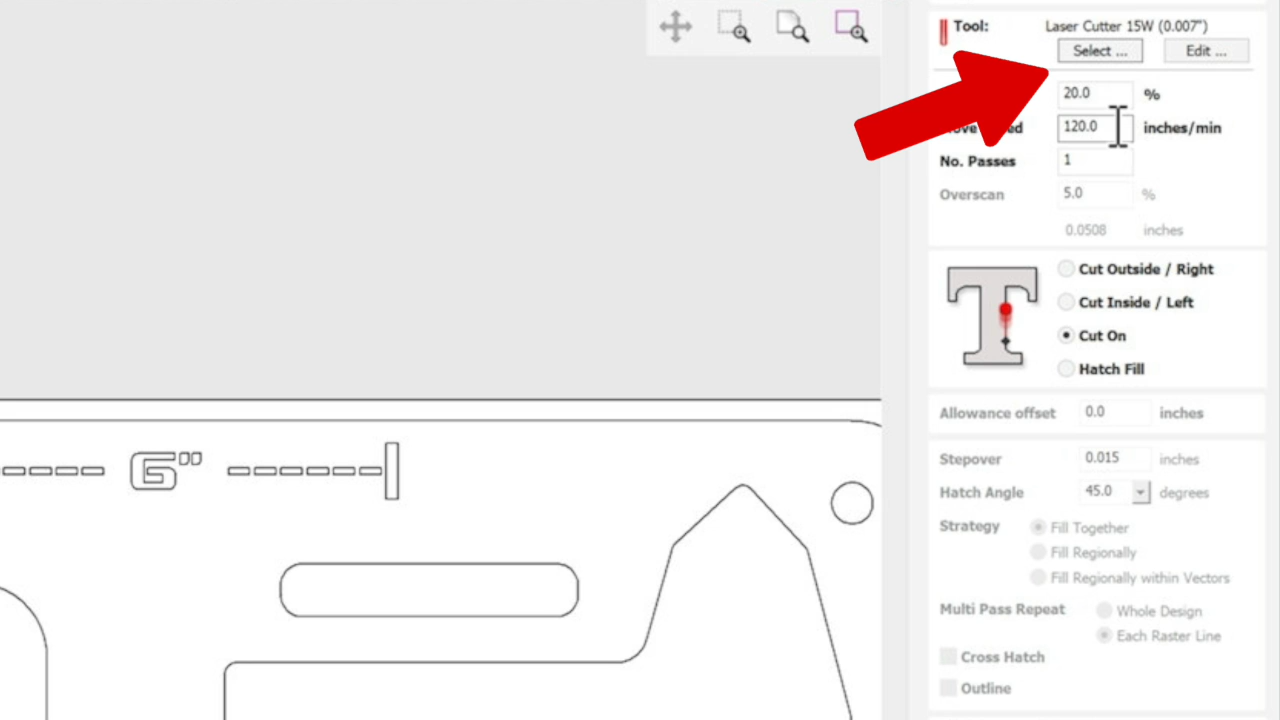 Tool: Laser Cutter 15W (0.007")
Select ... Edit ...
20.0 %
120.0 inches/min
No. Passes 1
Overscan 5.0 %
0.0508 inches
Cut Outside / Right
Cut Inside / Left
Cut On
Hatch Fill
Allowance offset 0.0 inches
6"
Stepover 0.015 inches
Hatch Angle 45.0 degrees
Strategy Fill Together
Fill Regionally
Fill Regionally within Vectors
Multi Pass Repeat Whole Design
Each Raster Line
Cross Hatch
Outline